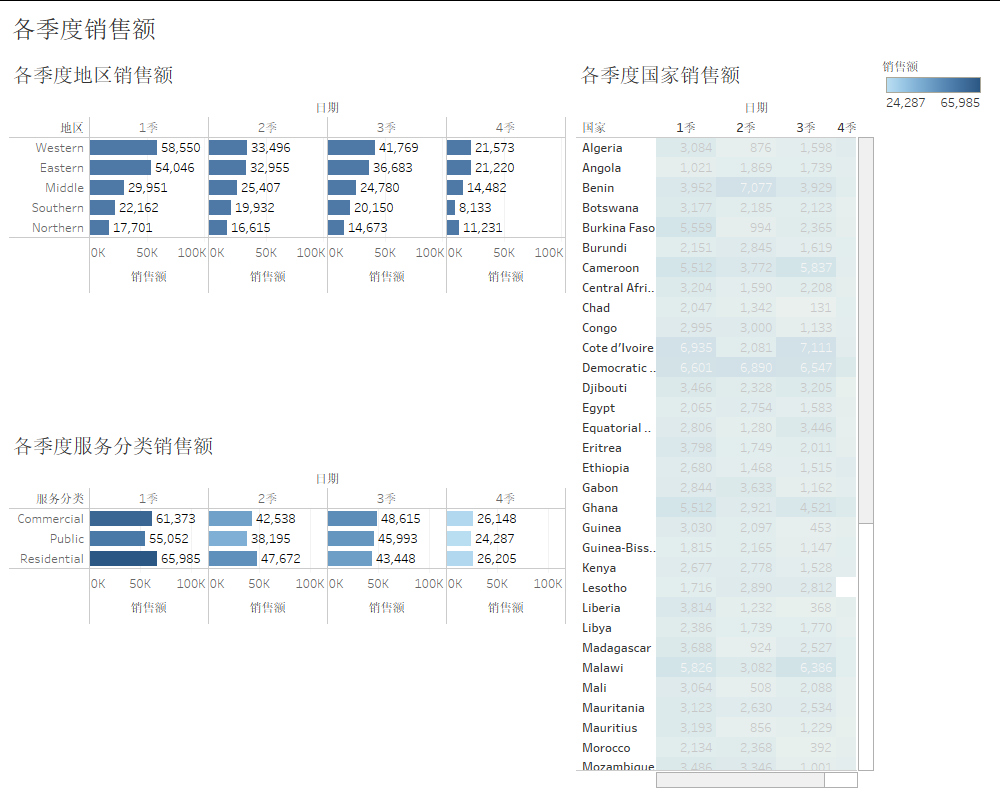 各季度销售额
各季度地区销售额
日期
地区 1季 2季 3季 4季
Western 58,550 33,496 41,769 21,573
Eastern 54,046 32,955 36,683 21,220
Middle 29,951 25,407 24,780 14,482
Southern 22,162 19,932 20,150 8,133
Northern 17,701 16,615 14,673 11,231
0K 50K 100K 0K 50K 100K 0K 50K 100K 0K 50K 100K
销售额 销售额 销售额 销售额
各季度服务分类销售额
日期
服务分类 1季 2季 3季 4季
Commercial 61,373 42,538 48,615 26,148
Public 55,052 38,195 45,993 24,287
Residential 65,985 47,672 43,448 26,205
0K 50K 100K 0K 50K 100K 0K 50K 100K 0K 50K 100K
销售额 销售额 销售额 销售额
各季度国家销售额
日期
国家 1季 2季 3季 4季
Algeria 3,084 876 1,598
Angola 1,021 1,869 1,739
Benin 3,952 7,077 3,929
Botswana 3,177 2,185 2,123
Burkina Faso 5,559 994 2,365
Burundi 2,151 2,845 1,619
Cameroon 5,512 3,772 5,837
Central Afri.. 3,204 1,590 2,208
Chad 2,047 1,342 131
Congo 2,995 3,000 1,133
Cote d'Ivoire 6,935 2,081 7,111
Democratic .. 6,601 6,890 6,547
Djibouti 3,466 2,328 3,205
Egypt 2,065 2,754 1,583
Equatorial .. 2,806 1,280 3,446
Eritrea 3,798 1,749 2,011
Ethiopia 2,680 1,468 1,515
Gabon 2,844 3,633 1,162
Ghana 5,512 2,921 4,521
Guinea 3,030 2,097 453
Guinea-Biss.. 1,815 2,165 1,147
Kenya 2,677 2,778 1,528
Lesotho 1,716 2,890 2,812
Liberia 3,814 1,232 368
Libya 2,386 1,739 1,770
Madagascar 3,688 924 2,527
Malawi 5,826 3,082 6,386
Mali 3,064 508 2,088
Mauritania 3,123 2,630 2,534
Mauritius 3,193 856 1,229
Morocco 2,134 2,368 392
Mozambique 3,486 3,346 1,001
销售额
24,287 65,985